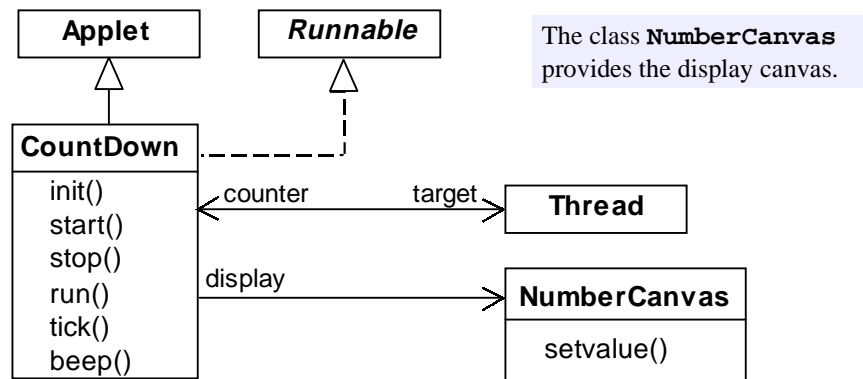 Applet
Runnable
The class NumberCanvas
provides the display canvas.
CountDown
init()
start()
stop()
run()
tick()
beep()
counter
target
Thread
display
NumberCanvas
setvalue()